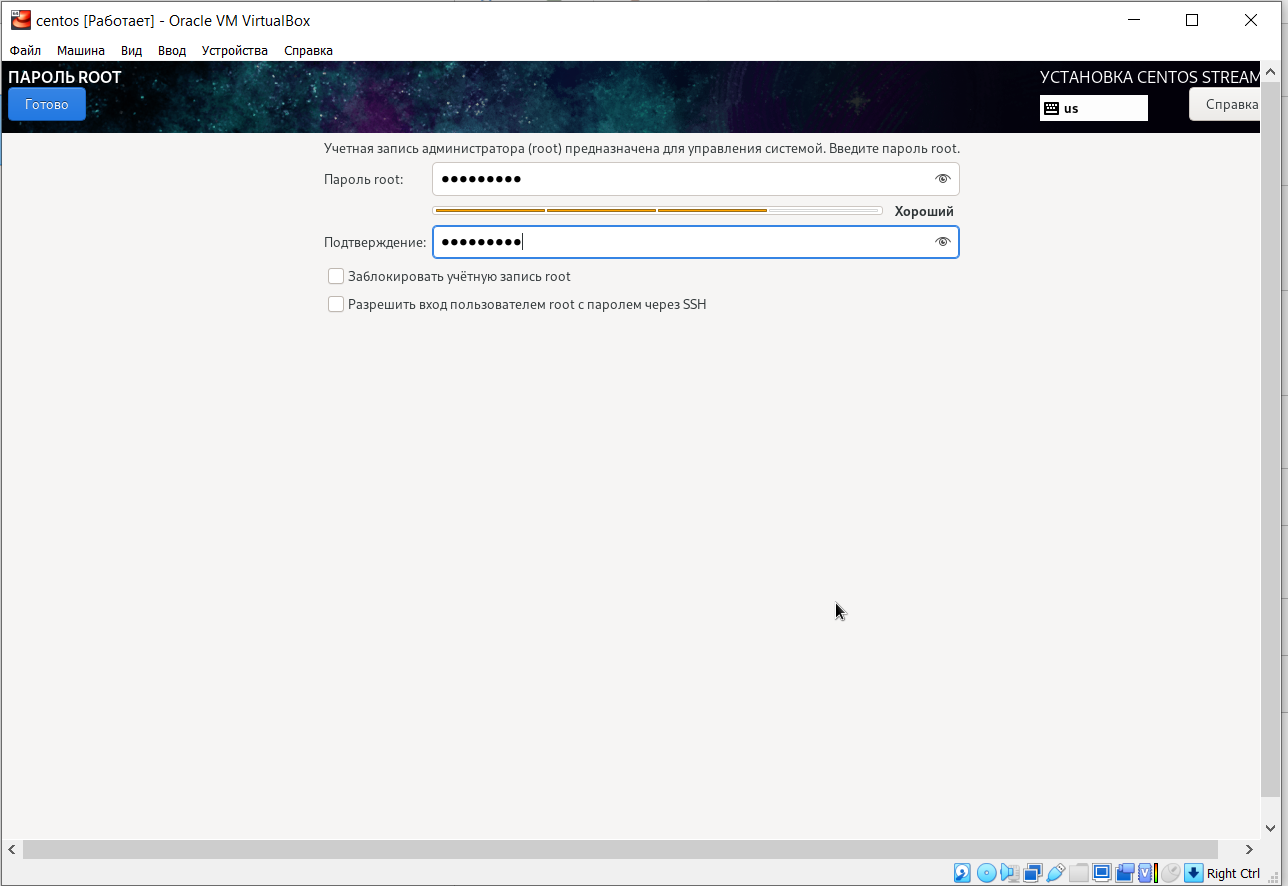 centos [Работает] - Oracle VM VirtualBox
Файл Машина Вид Ввод Устройства Справка
ПАРОЛЬ ROOT
УСТАНОВКА CENTOS STREAM
Готово
us
Справка
Учетная запись администратора (root) предназначена для управления системой. Введите пароль root.
Пароль root: ●●●●●●●●●
Хороший
Подтверждение: ●●●●●●●●●
Заблокировать учётную запись root
Разрешить вход пользователем root с паролем через SSH
Right Ctrl